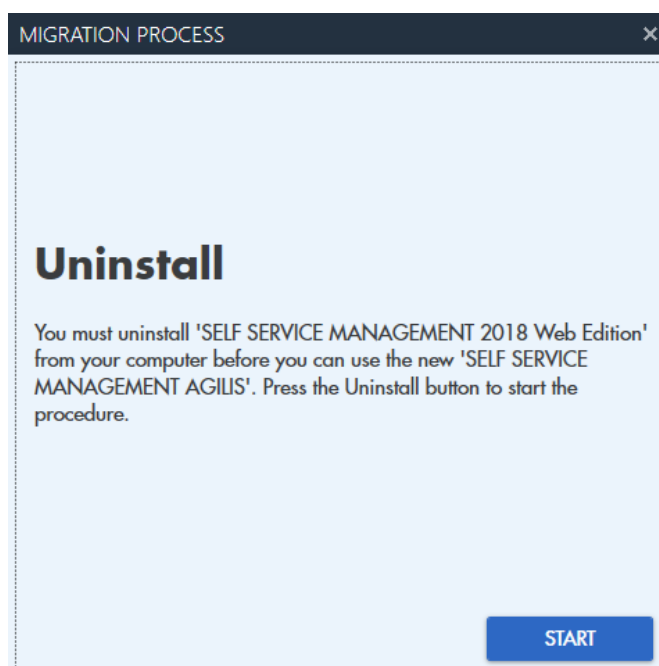 MIGRATION PROCESS
Uninstall
You must uninstall 'SELF SERVICE MANAGEMENT 2018 Web Edition'
from your computer before you can use the new 'SELF SERVICE
MANAGEMENT AGILIS'. Press the Uninstall button to start the
procedure.
START